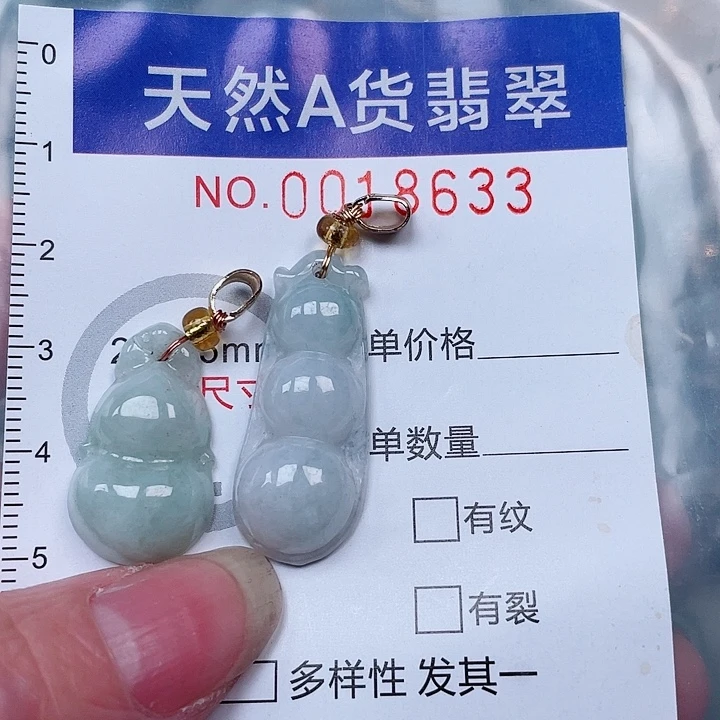 天然A货翡翠
NO.0018633
0
1
2
3
4
5
单价格
尺寸
单数量
有纹
有裂
多样性 发其一